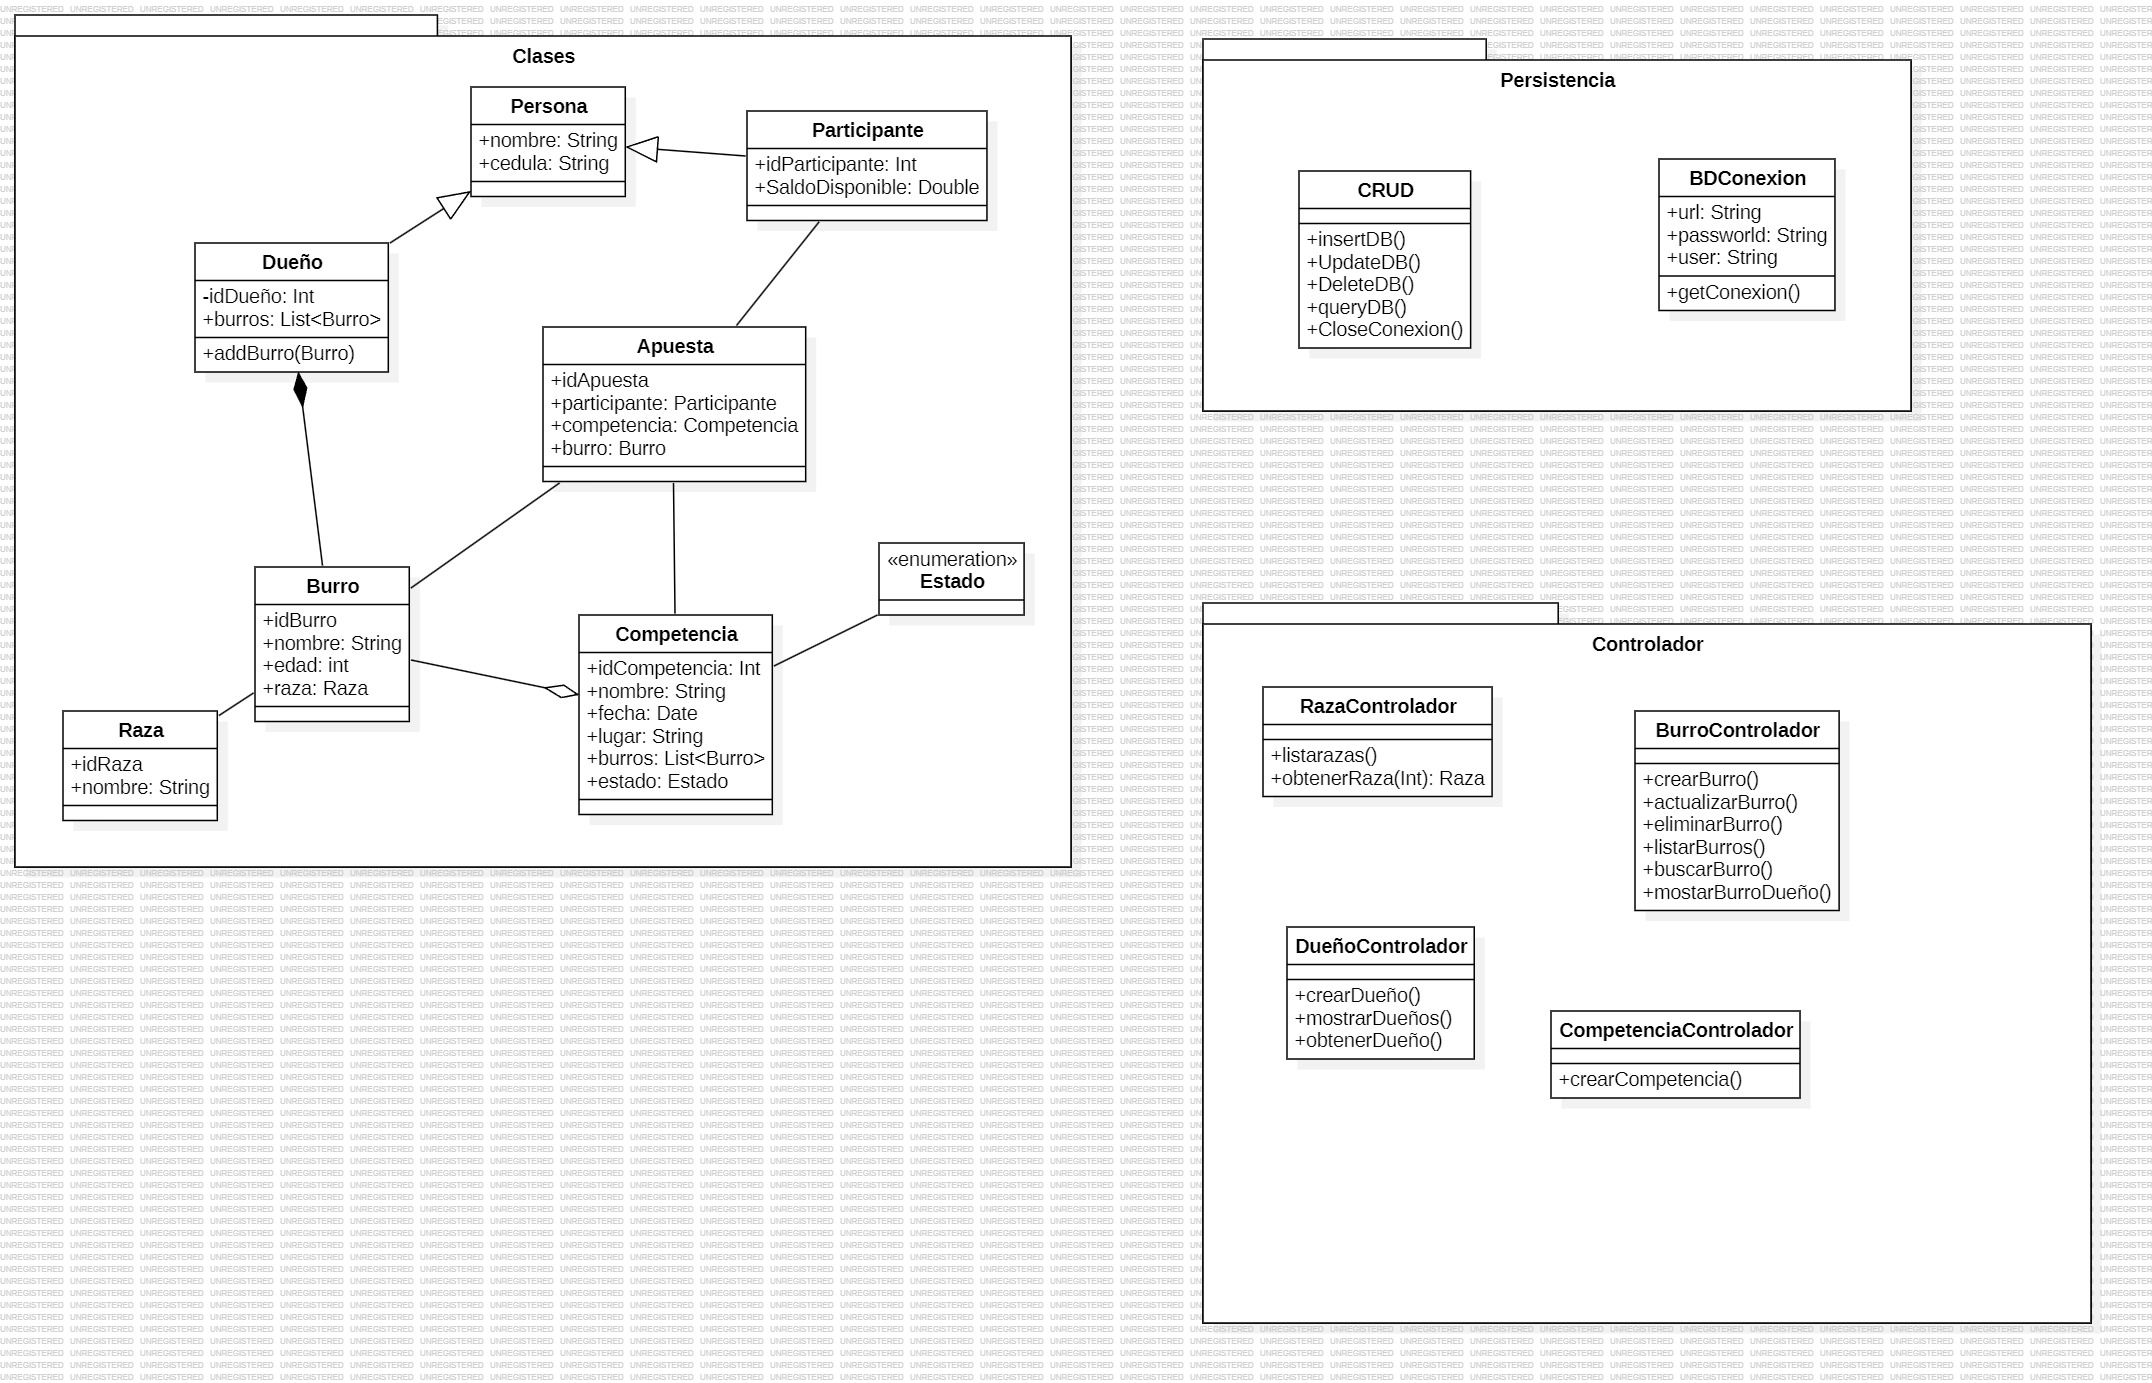 Clases
Persona
+nombre: String
+cedula: String
Participante
+idParticipante: Int
+SaldoDisponible: Double
Dueño
-idDueño: Int
+burros: List<Burro>
+addBurro(Burro)
Apuesta
+idApuesta
+participante: Participante
+competencia: Competencia
+burro: Burro
«enumeration»
Estado
Burro
+idBurro
+nombre: String
+edad: int
+raza: Raza
Competencia
+idCompetencia: Int
+nombre: String
+fecha: Date
+lugar: String
+burros: List<Burro>
+estado: Estado
Raza
+idRaza
+nombre: String
Persistencia
CRUD
+insertDB()
+UpdateDB()
+DeleteDB()
+queryDB()
+CloseConexion()
BDConexion
+url: String
+passworld: String
+user: String
+getConexion()
Controlador
RazaControlador
+listarazas()
+obtenerRaza(Int): Raza
BurroControlador
+crearBurro()
+actualizarBurro()
+eliminarBurro()
+listarBurros()
+buscarBurro()
+mostarBurroDueño()
DueñoControlador
+crearDueño()
+mostrarDueños()
+obtenerDueño()
CompetenciaControlador
+crearCompetencia()
UNREGISTERED